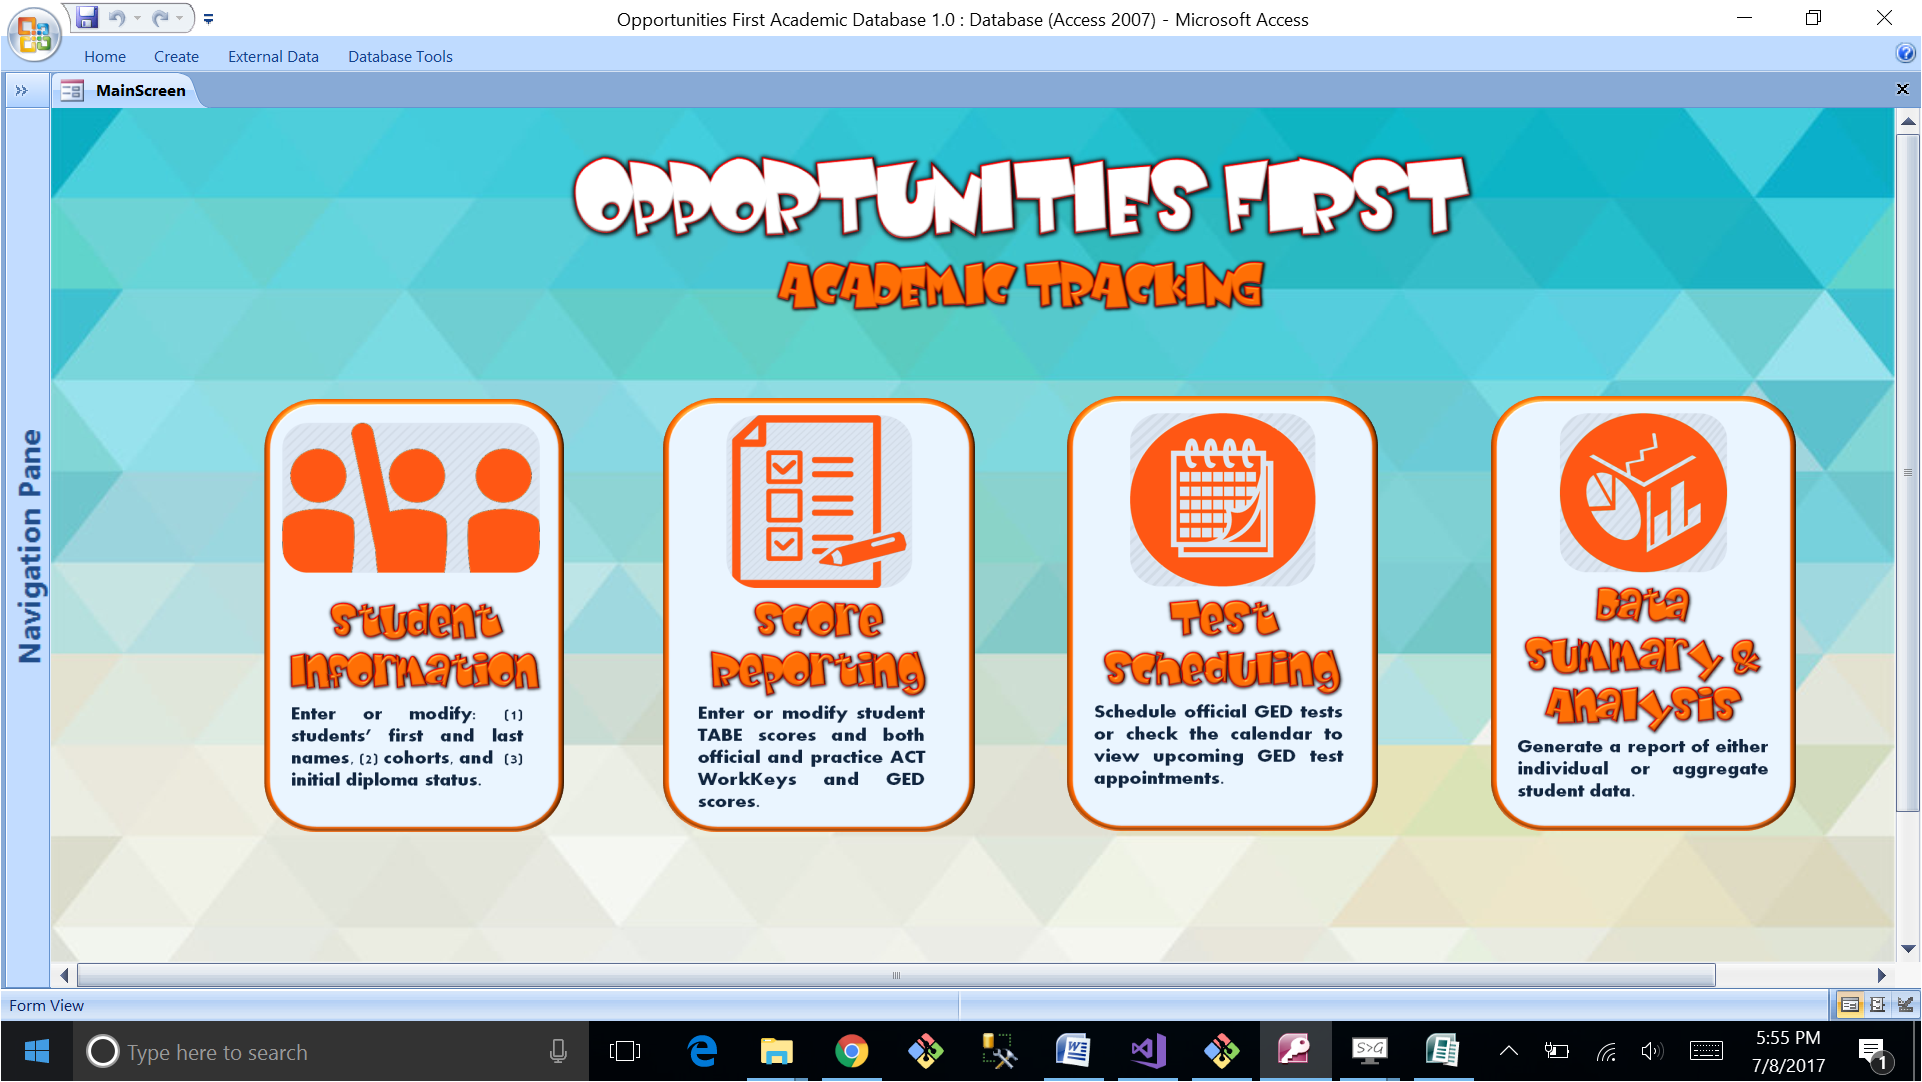 Opportunities First Academic Database 1.0 : Database (Access 2007) - Microsoft Access
Home Create External Data Database Tools
MainScreen
Navigation Pane
OPPORTUNITIES FIRST
ACADEMIC TRACKING
Student
Information
Enter or modify: (1)
students’ first and last
names, (2) cohorts, and (3)
initial diploma status.
Score
Reporting
Enter or modify student
TABE scores and both
official and practice ACT
WorkKeys and GED
scores.
Test
Scheduling
Schedule official GED tests
or check the calendar to
view upcoming GED test
appointments.
Data
Summary &
Analysis
Generate a report of either
individual or aggregate
student data.
Form View
Type here to search
S>G
5:55 PM
7/8/2017
1